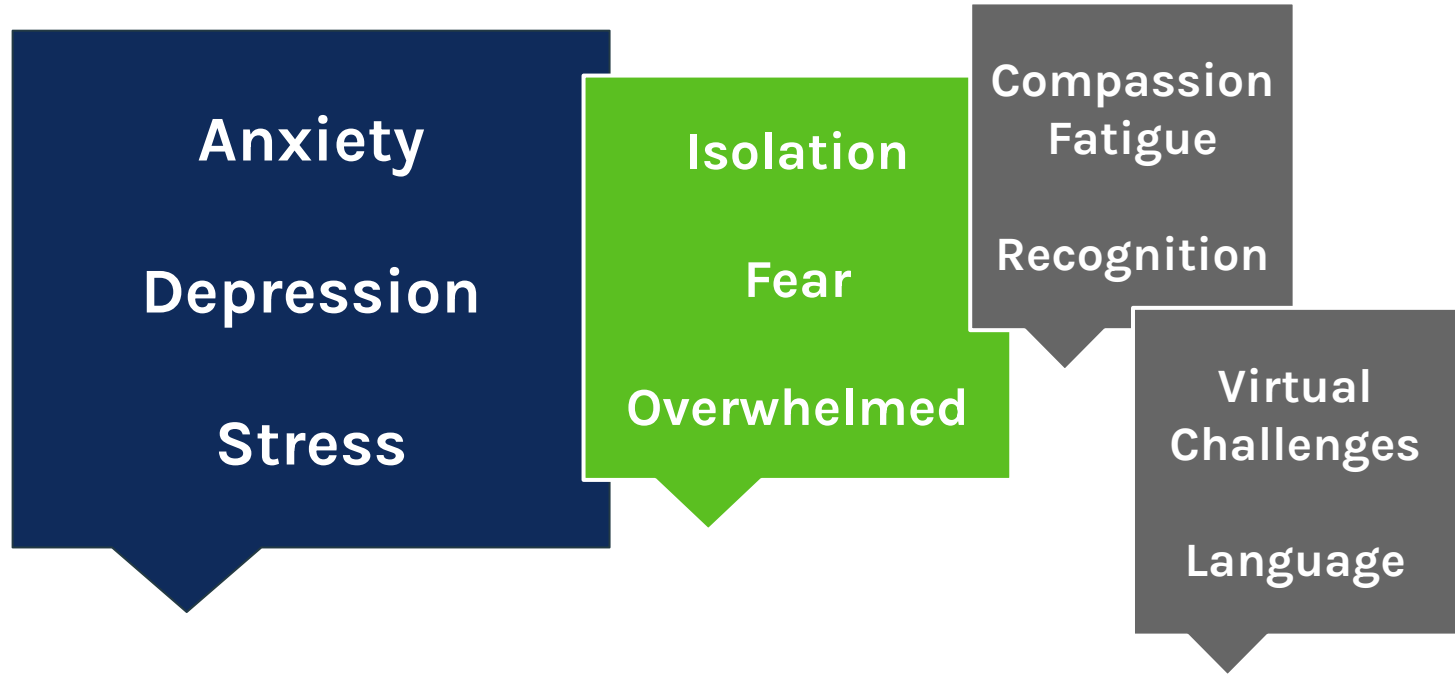 Anxiety
Depression
Stress
Isolation
Fear
Overwhelmed
Compassion
Fatigue
Recognition
Virtual
Challenges
Language